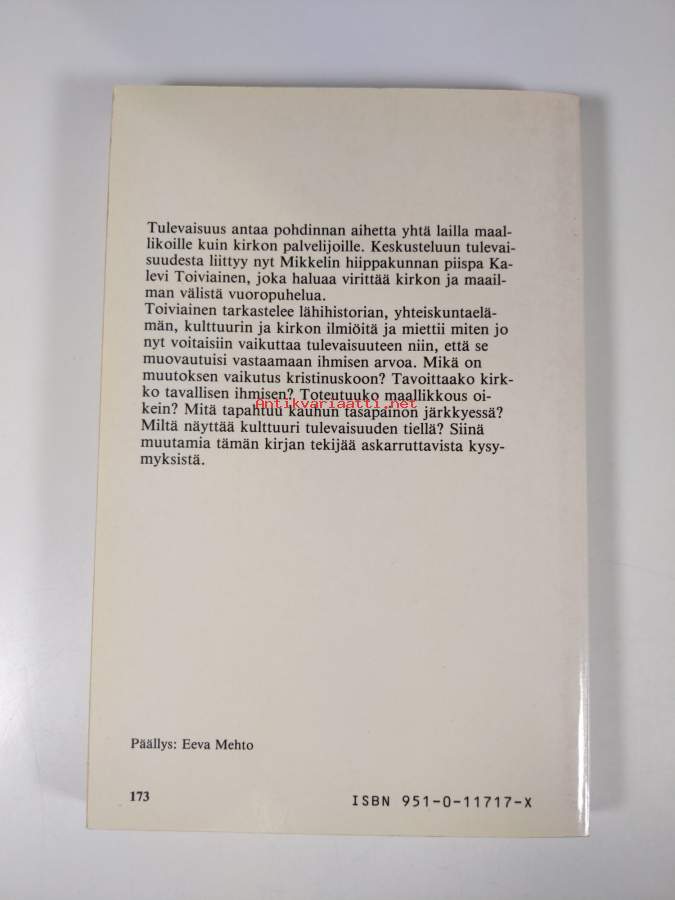 Tulevaisuus antaa pohdinnan aihetta yhtä lailla maal-
likoille kuin kirkon palvelijoille. Keskusteluun tulevai-
suudesta liittyy nyt Mikkelin hiippakunnan piispa Ka-
levi Toiviainen, joka haluaa virittää kirkon ja maail-
man välistä vuoropuhelua.
Toiviainen tarkastelee lähihistorian, yhteiskuntaelä-
män, kulttuurin ja kirkon ilmiöitä ja miettii miten jo
nyt voitaisiin vaikuttaa tulevaisuuteen niin, että se
muovautuisi vastaamaan ihmisen arvoa. Mikä on
muutoksen vaikutus kristinuskoon? Tavoittaako kirk-
ko tavallisen ihmisen? Toteutuuko maallikkous oi-
kein? Mitä tapahtuu kauhun tasapainon järkkyessä?
Antikvariaatti.net
Miltä näyttää kulttuuri tulevaisuuden tiellä? Siinä
muutamia tämän kirjan tekijää askarruttavista kysy-
myksistä.
Päällys: Eeva Mehto
173
ISBN 951-0-11717-X